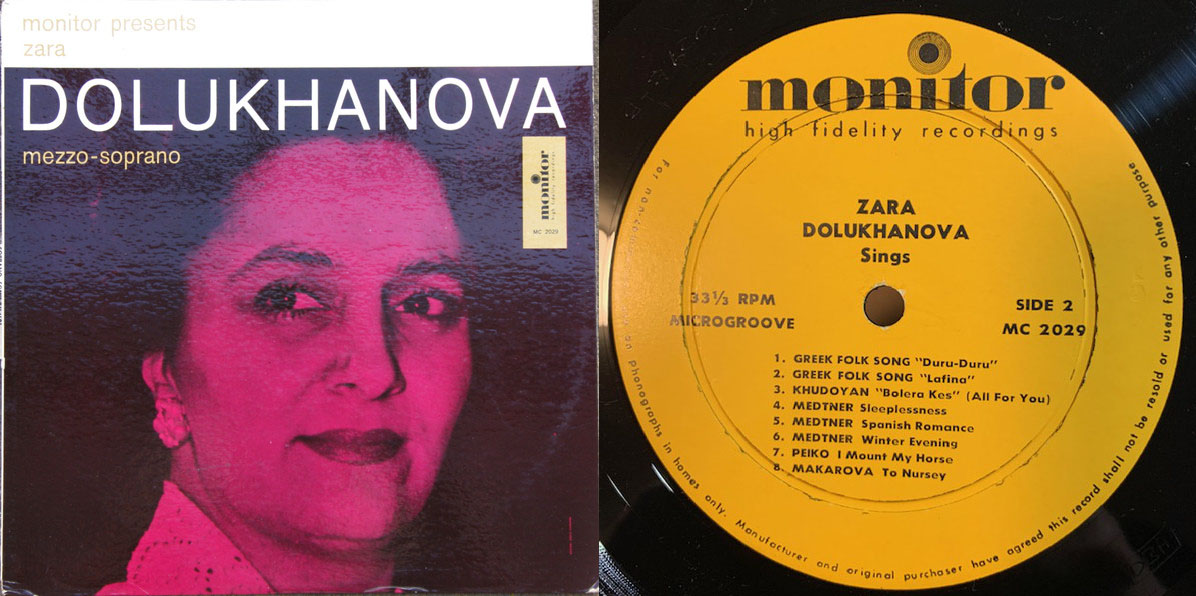 monitor presents
zara
DOLUKHANOVA
mezzo-soprano
monitor
high fidelity recordings
MC 2029
monitor
high fidelity recordings
ZARA
DOLUKHANOVA
Sings
33⅓ RPM
MICROGROOVE
SIDE 2
MC 2029
1. GREEK FOLK SONG "Duru-Duru"
2. GREEK FOLK SONG "Lafina"
3. KHUDOYAN "Bolera Kes" (All For You)
4. MEDTNER Sleeplessness
5. MEDTNER Spanish Romance
6. MEDTNER Winter Evening
7. PEIKO I Mount My Horse
8. MAKAROVA To Nursey
for non-co on phonographs in homes only. Manufacturer and original purchaser have agreed this record shall not be resold or used for any other purpose